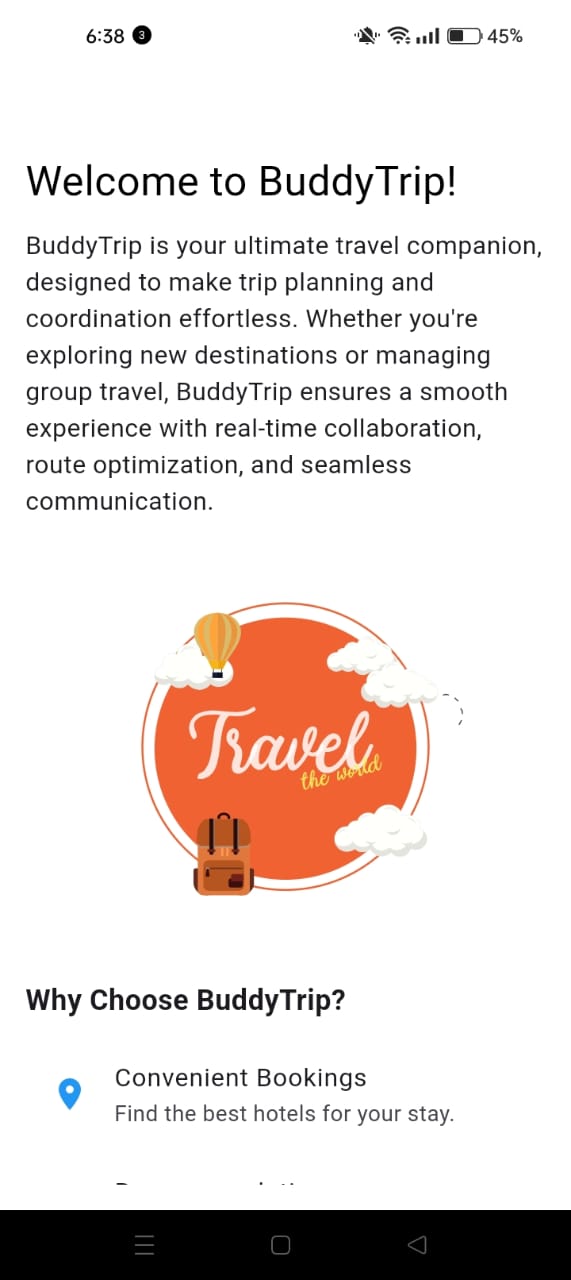 6:38 3 45%
Welcome to BuddyTrip!
BuddyTrip is your ultimate travel companion,
designed to make trip planning and
coordination effortless. Whether you're
exploring new destinations or managing
group travel, BuddyTrip ensures a smooth
experience with real-time collaboration,
route optimization, and seamless
communication.
Travel
the world
Why Choose BuddyTrip?
Convenient Bookings
Find the best hotels for your stay.